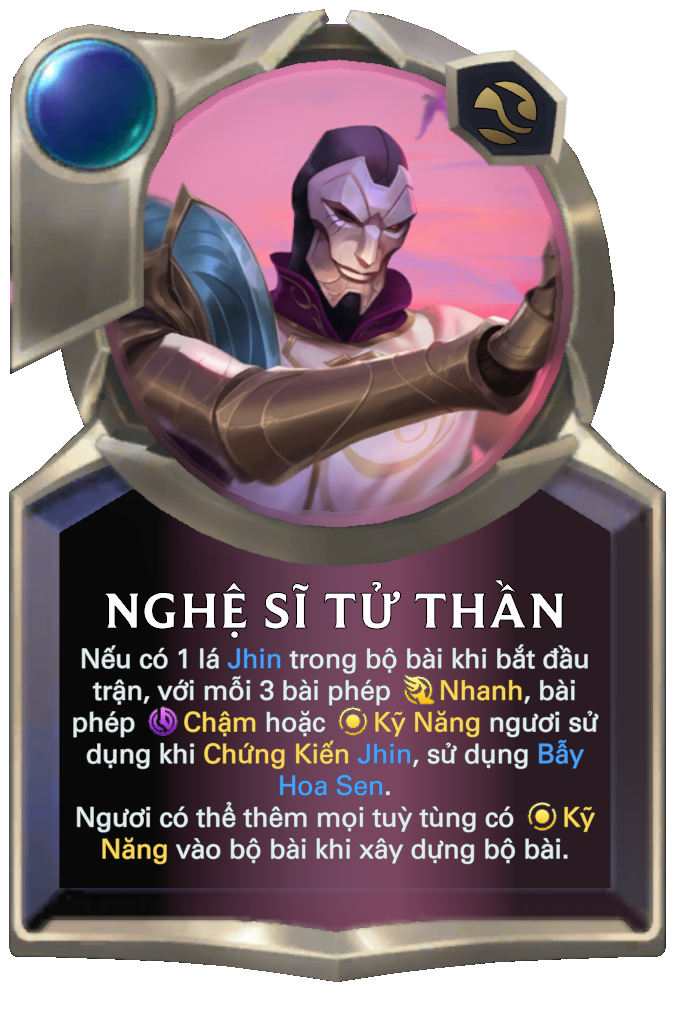 NGHỆ SĨ TỬ THẦN
Nếu có 1 lá Jhin trong bộ bài khi bắt đầu
trận, với mỗi 3 bài phép Nhanh, bài
phép Chậm hoặc Kỹ Năng ngươi sử
dụng khi Chứng Kiến Jhin, sử dụng Bẫy
Hoa Sen.
Ngươi có thể thêm mọi tuỳ tùng có Kỹ
Năng vào bộ bài khi xây dựng bộ bài.